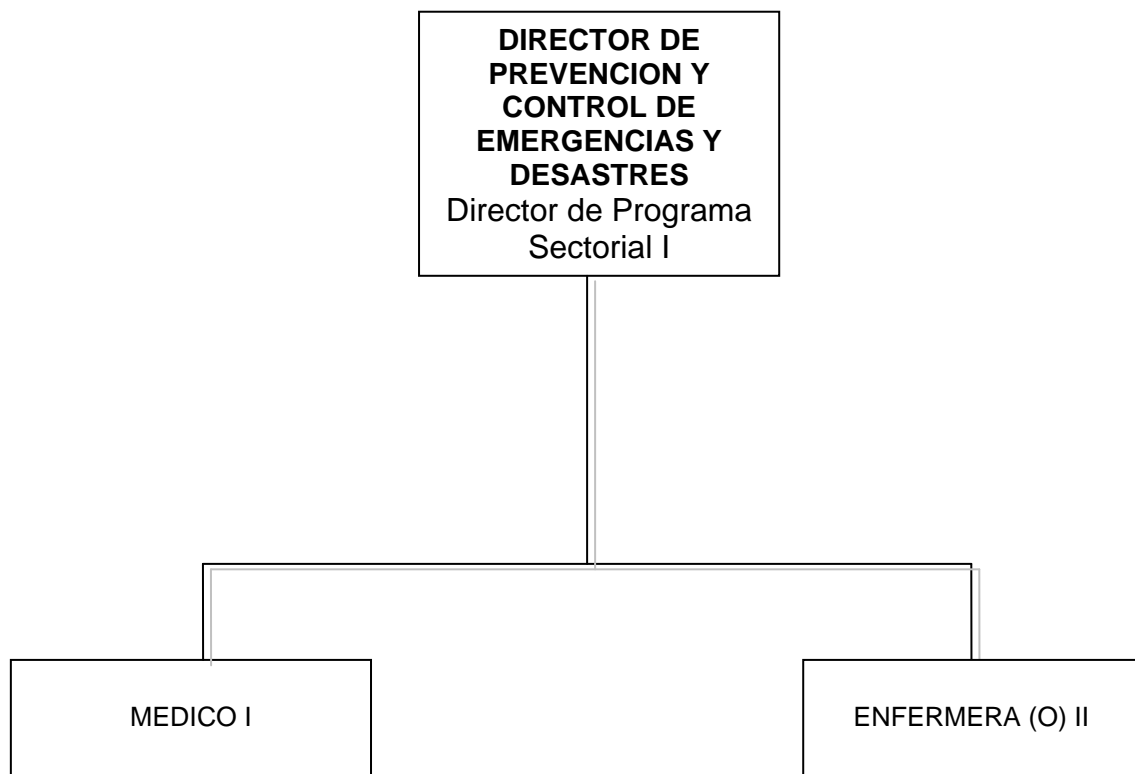 DIRECTOR DE
PREVENCION Y
CONTROL DE
EMERGENCIAS Y
DESASTRES
Director de Programa
Sectorial I
MEDICO I
ENFERMERA (O) II